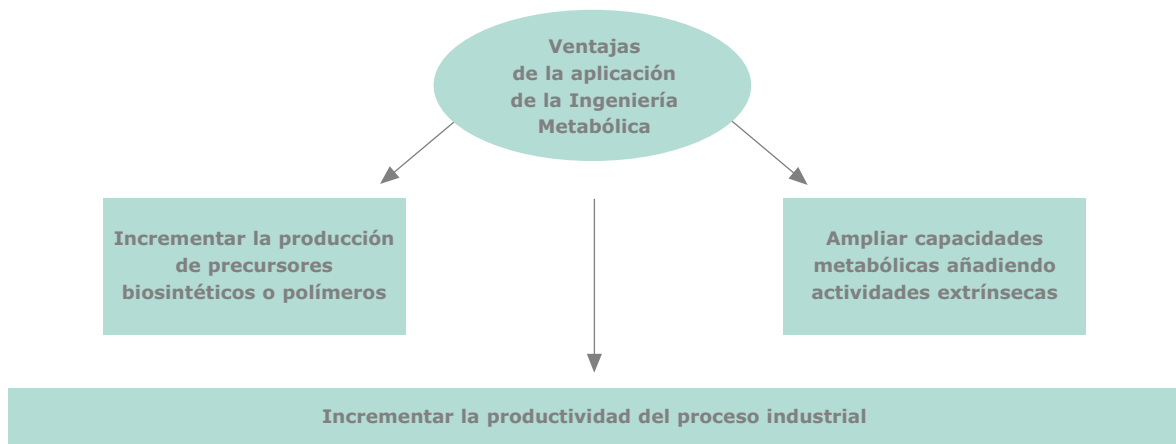 Ventajas
de la aplicación
de la Ingeniería
Metabólica
Incrementar la producción
de precursores
biosintéticos o polímeros
Ampliar capacidades
metabólicas añadiendo
actividades extrínsecas
Incrementar la productividad del proceso industrial